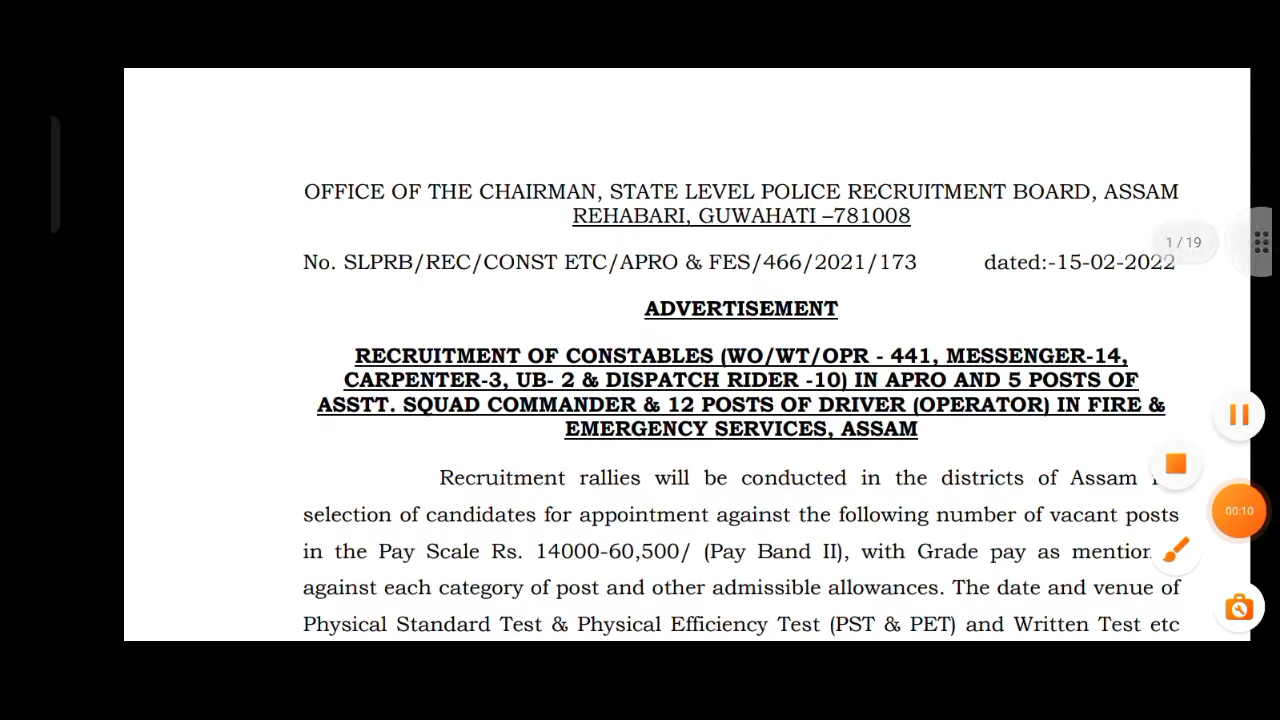 OFFICE OF THE CHAIRMAN, STATE LEVEL POLICE RECRUITMENT BOARD, ASSAM
REHABARI, GUWAHATI –781008
1 / 19
No. SLPRB/REC/CONST ETC/APRO & FES/466/2021/173 dated:-15-02-2022
ADVERTISEMENT
RECRUITMENT OF CONSTABLES (WO/WT/OPR - 441, MESSENGER-14,
CARPENTER-3, UB- 2 & DISPATCH RIDER -10) IN APRO AND 5 POSTS OF
ASSTT. SQUAD COMMANDER & 12 POSTS OF DRIVER (OPERATOR) IN FIRE &
EMERGENCY SERVICES, ASSAM
Recruitment rallies will be conducted in the districts of Assam
selection of candidates for appointment against the following number of vacant posts
00:10
in the Pay Scale Rs. 14000-60,500/ (Pay Band II), with Grade pay as
against each category of post and other admissible allowances. The date and venue of
Physical Standard Test & Physical Efficiency Test (PST & PET) and Written Test etc